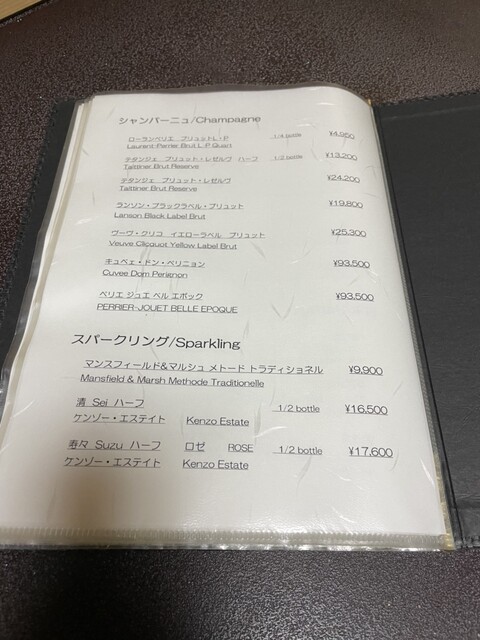 シャンパーニュ/Champagne
ローランペリエ　ブリュットL・P　1/4 bottle　¥4,950
Laurent-Perrier Brut L・P Quart
テタンジェ　ブリュット・レゼルヴ　ハーフ　1/2 bottle　¥13,200
Taittiner Brut Reserve
テタンジェ　ブリュット・レゼルヴ　¥24,200
Taittiner Brut Reserve
ランソン・ブラックラベル・ブリュット　¥19,800
Lanson Black Label Brut
ヴーヴ・クリコ　イエローラベル　ブリュット　¥25,300
Veuve Clicquot Yellow Label Brut
キュベェ・ドン・ペリニョン　¥93,500
Cuvee Dom Perignon
ペリエ ジュエ ベル エポック　¥93,500
PERRIER-JOUET BELLE EPOQUE
スパークリング/Sparkling
マンスフィールド&マルシュ メトード トラディショネル　¥9,900
Mansfield & Marsh Methode Traditionelle
清 Sei ハーフ　1/2 bottle　¥16,500
ケンゾー・エステイト　Kenzo Estate
寿々 Suzu ハーフ　ロゼ　ROSE　1/2 bottle　¥17,600
ケンゾー・エステイト　Kenzo Estate